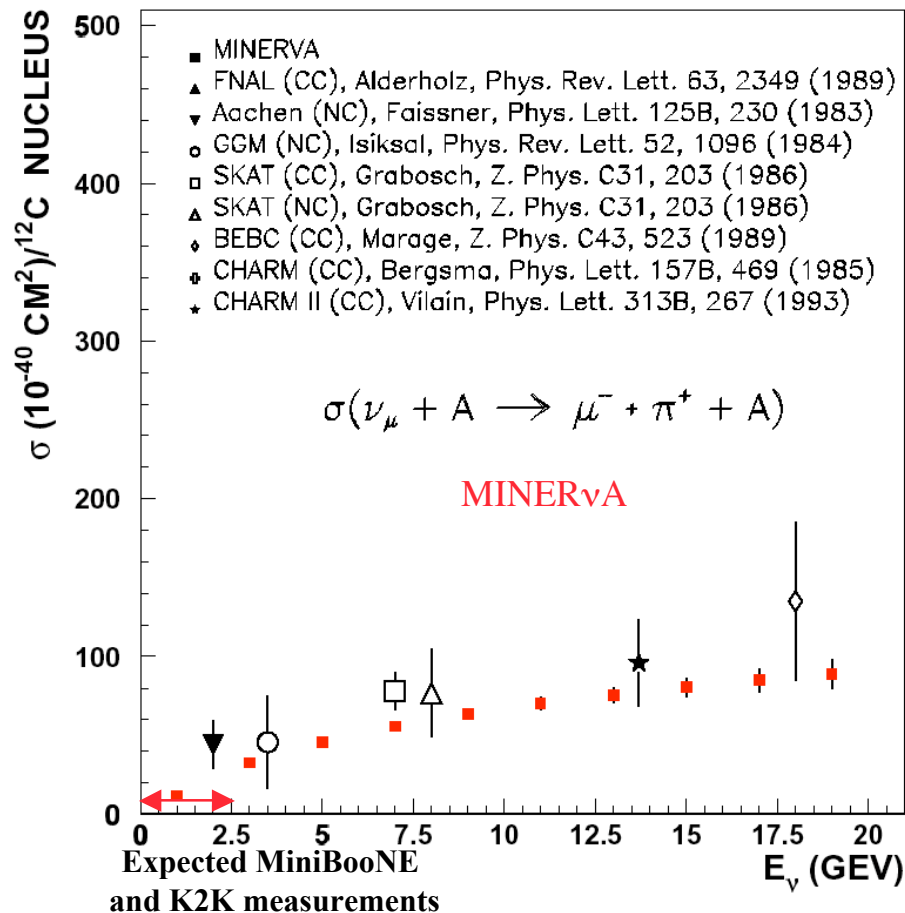 σ (10⁻⁴⁰ CM²)/¹²C NUCLEUS
500
400
300
200
100
0
MINERVA
FNAL (CC), Alderholz, Phys. Rev. Lett. 63, 2349 (1989)
Aachen (NC), Faissner, Phys. Lett. 125B, 230 (1983)
GGM (NC), Isiksal, Phys. Rev. Lett. 52, 1096 (1984)
SKAT (CC), Grabosch, Z. Phys. C31, 203 (1986)
SKAT (NC), Grabosch, Z. Phys. C31, 203 (1986)
BEBC (CC), Marage, Z. Phys. C43, 523 (1989)
CHARM (CC), Bergsma, Phys. Lett. 157B, 469 (1985)
CHARM II (CC), Vilain, Phys. Lett. 313B, 267 (1993)
σ(ν_μ + A → μ⁻ + π⁺ + A)
MINERνA
0 2.5 5 7.5 10 12.5 15 17.5 20
E_ν (GEV)
Expected MiniBooNE
and K2K measurements